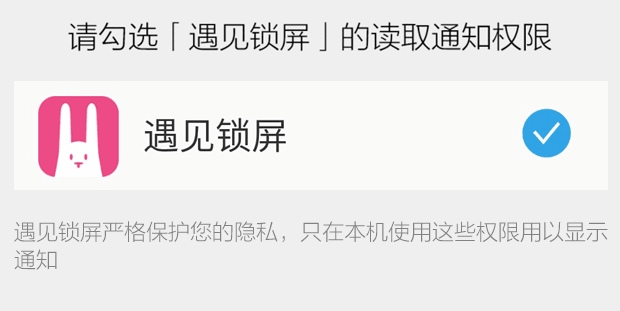 请勾选「遇见锁屏」的读取通知权限
遇见锁屏
遇见锁屏严格保护您的隐私，只在本机使用这些权限用以显示
通知